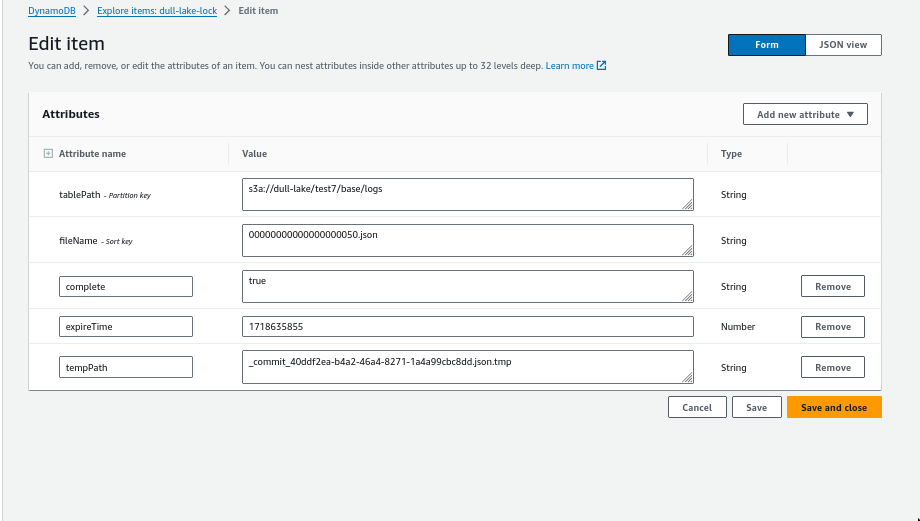 DynamoDB > Explore items: dull-lake-lock > Edit item
Edit item
Form JSON view
You can add, remove, or edit the attributes of an item. You can nest attributes inside other attributes up to 32 levels deep. Learn more
Attributes
Add new attribute
Attribute name Value Type
tablePath - Partition key s3a://dull-lake/test7/base/logs String
fileName - Sort key 00000000000000000050.json String
complete true String Remove
expireTime 1718635855 Number Remove
tempPath _commit_40ddf2ea-b4a2-46a4-8271-1a4a99cbc8dd.json.tmp String Remove
Cancel Save Save and close